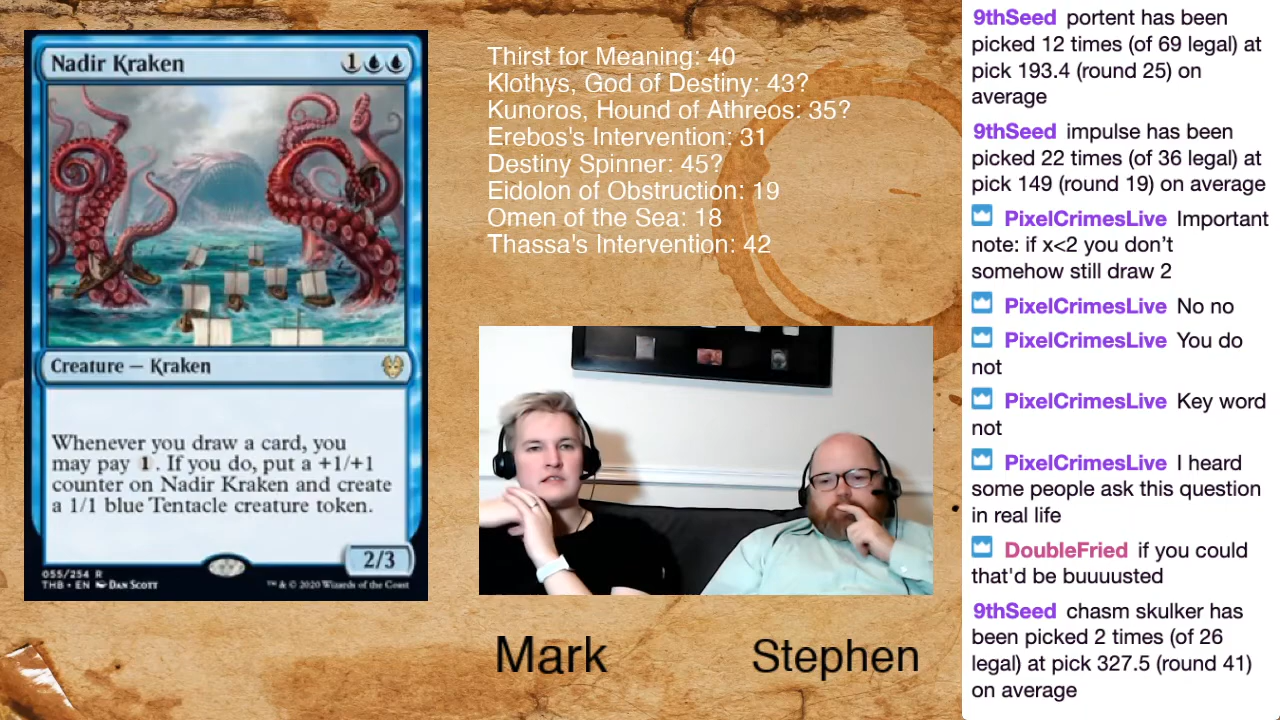 Nadir Kraken 1
Creature — Kraken
Whenever you draw a card, you
may pay 1. If you do, put a +1/+1
counter on Nadir Kraken and create
a 1/1 blue Tentacle creature token.
2/3
055/254 R
THB • EN DAN SCOTT ™ & © 2020 Wizards of the Coast
Thirst for Meaning: 40
Klothys, God of Destiny: 43?
Kunoros, Hound of Athreos: 35?
Erebos's Intervention: 31
Destiny Spinner: 45?
Eidolon of Obstruction: 19
Omen of the Sea: 18
Thassa's Intervention: 42
Mark Stephen
9thSeed portent has been
picked 12 times (of 69 legal) at
pick 193.4 (round 25) on
average
9thSeed impulse has been
picked 22 times (of 36 legal) at
pick 149 (round 19) on average
PixelCrimesLive Important
note: if x<2 you don’t
somehow still draw 2
PixelCrimesLive No no
PixelCrimesLive You do
not
PixelCrimesLive Key word
not
PixelCrimesLive I heard
some people ask this question
in real life
DoubleFried if you could
that'd be buuuusted
9thSeed chasm skulker has
been picked 2 times (of 26
legal) at pick 327.5 (round 41)
on average